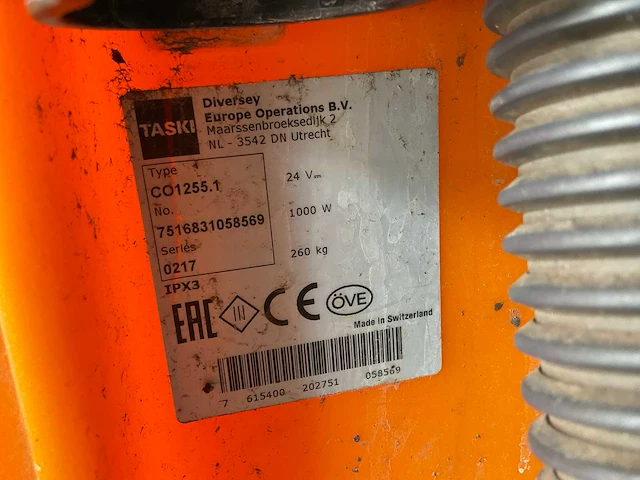 TASKI
Diversey
Europe Operations B.V.
Maarssenbroeksedijk 2
NL - 3542 DN Utrecht
Type
CO1255.1
24 V
No.
7516831058569
1000 W
Series
0217
260 kg
IPX3
EAC III CE ÖVE
Made in Switzerland
7 615400 202751 058569